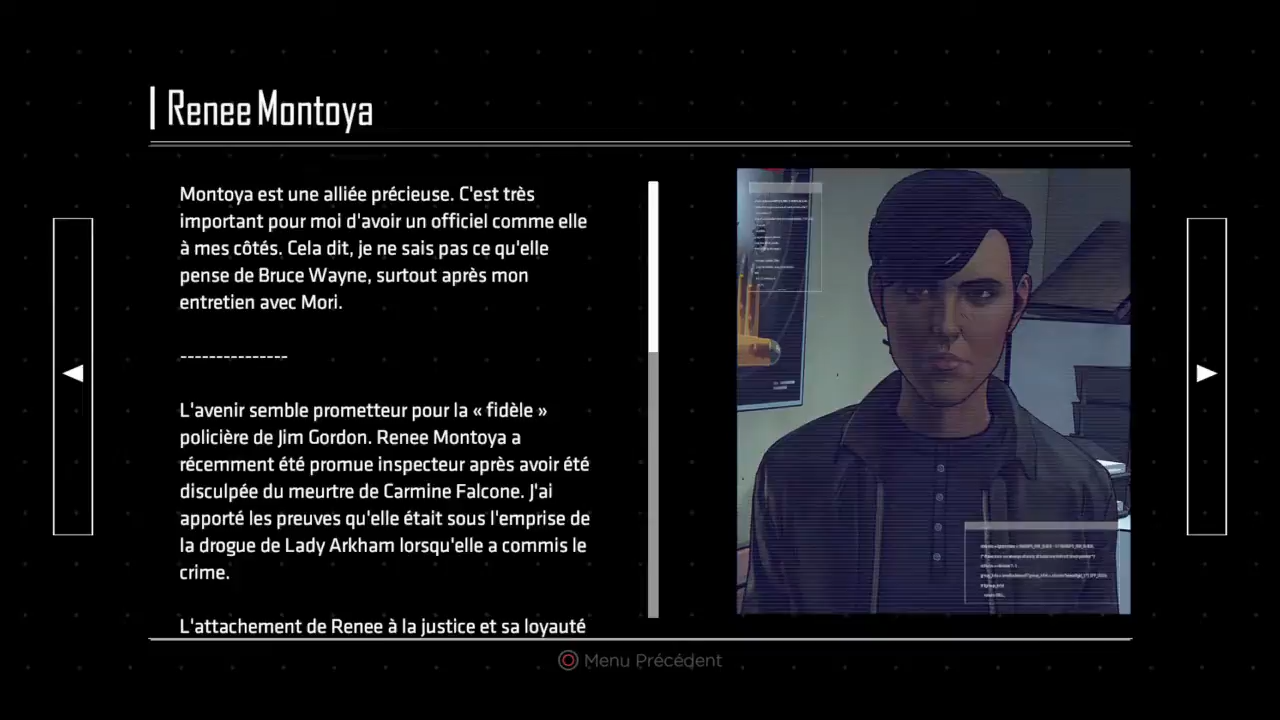 Renee Montoya
Montoya est une alliée précieuse. C'est très
important pour moi d'avoir un officiel comme elle
à mes côtés. Cela dit, je ne sais pas ce qu'elle
pense de Bruce Wayne, surtout après mon
entretien avec Mori.
---------------
L'avenir semble prometteur pour la « fidèle »
policière de Jim Gordon. Renee Montoya a
récemment été promue inspecteur après avoir été
disculpée du meurtre de Carmine Falcone. J'ai
apporté les preuves qu'elle était sous l'emprise de
la drogue de Lady Arkham lorsqu'elle a commis le
crime.
L'attachement de Renee à la justice et sa loyauté
Menu Précédent